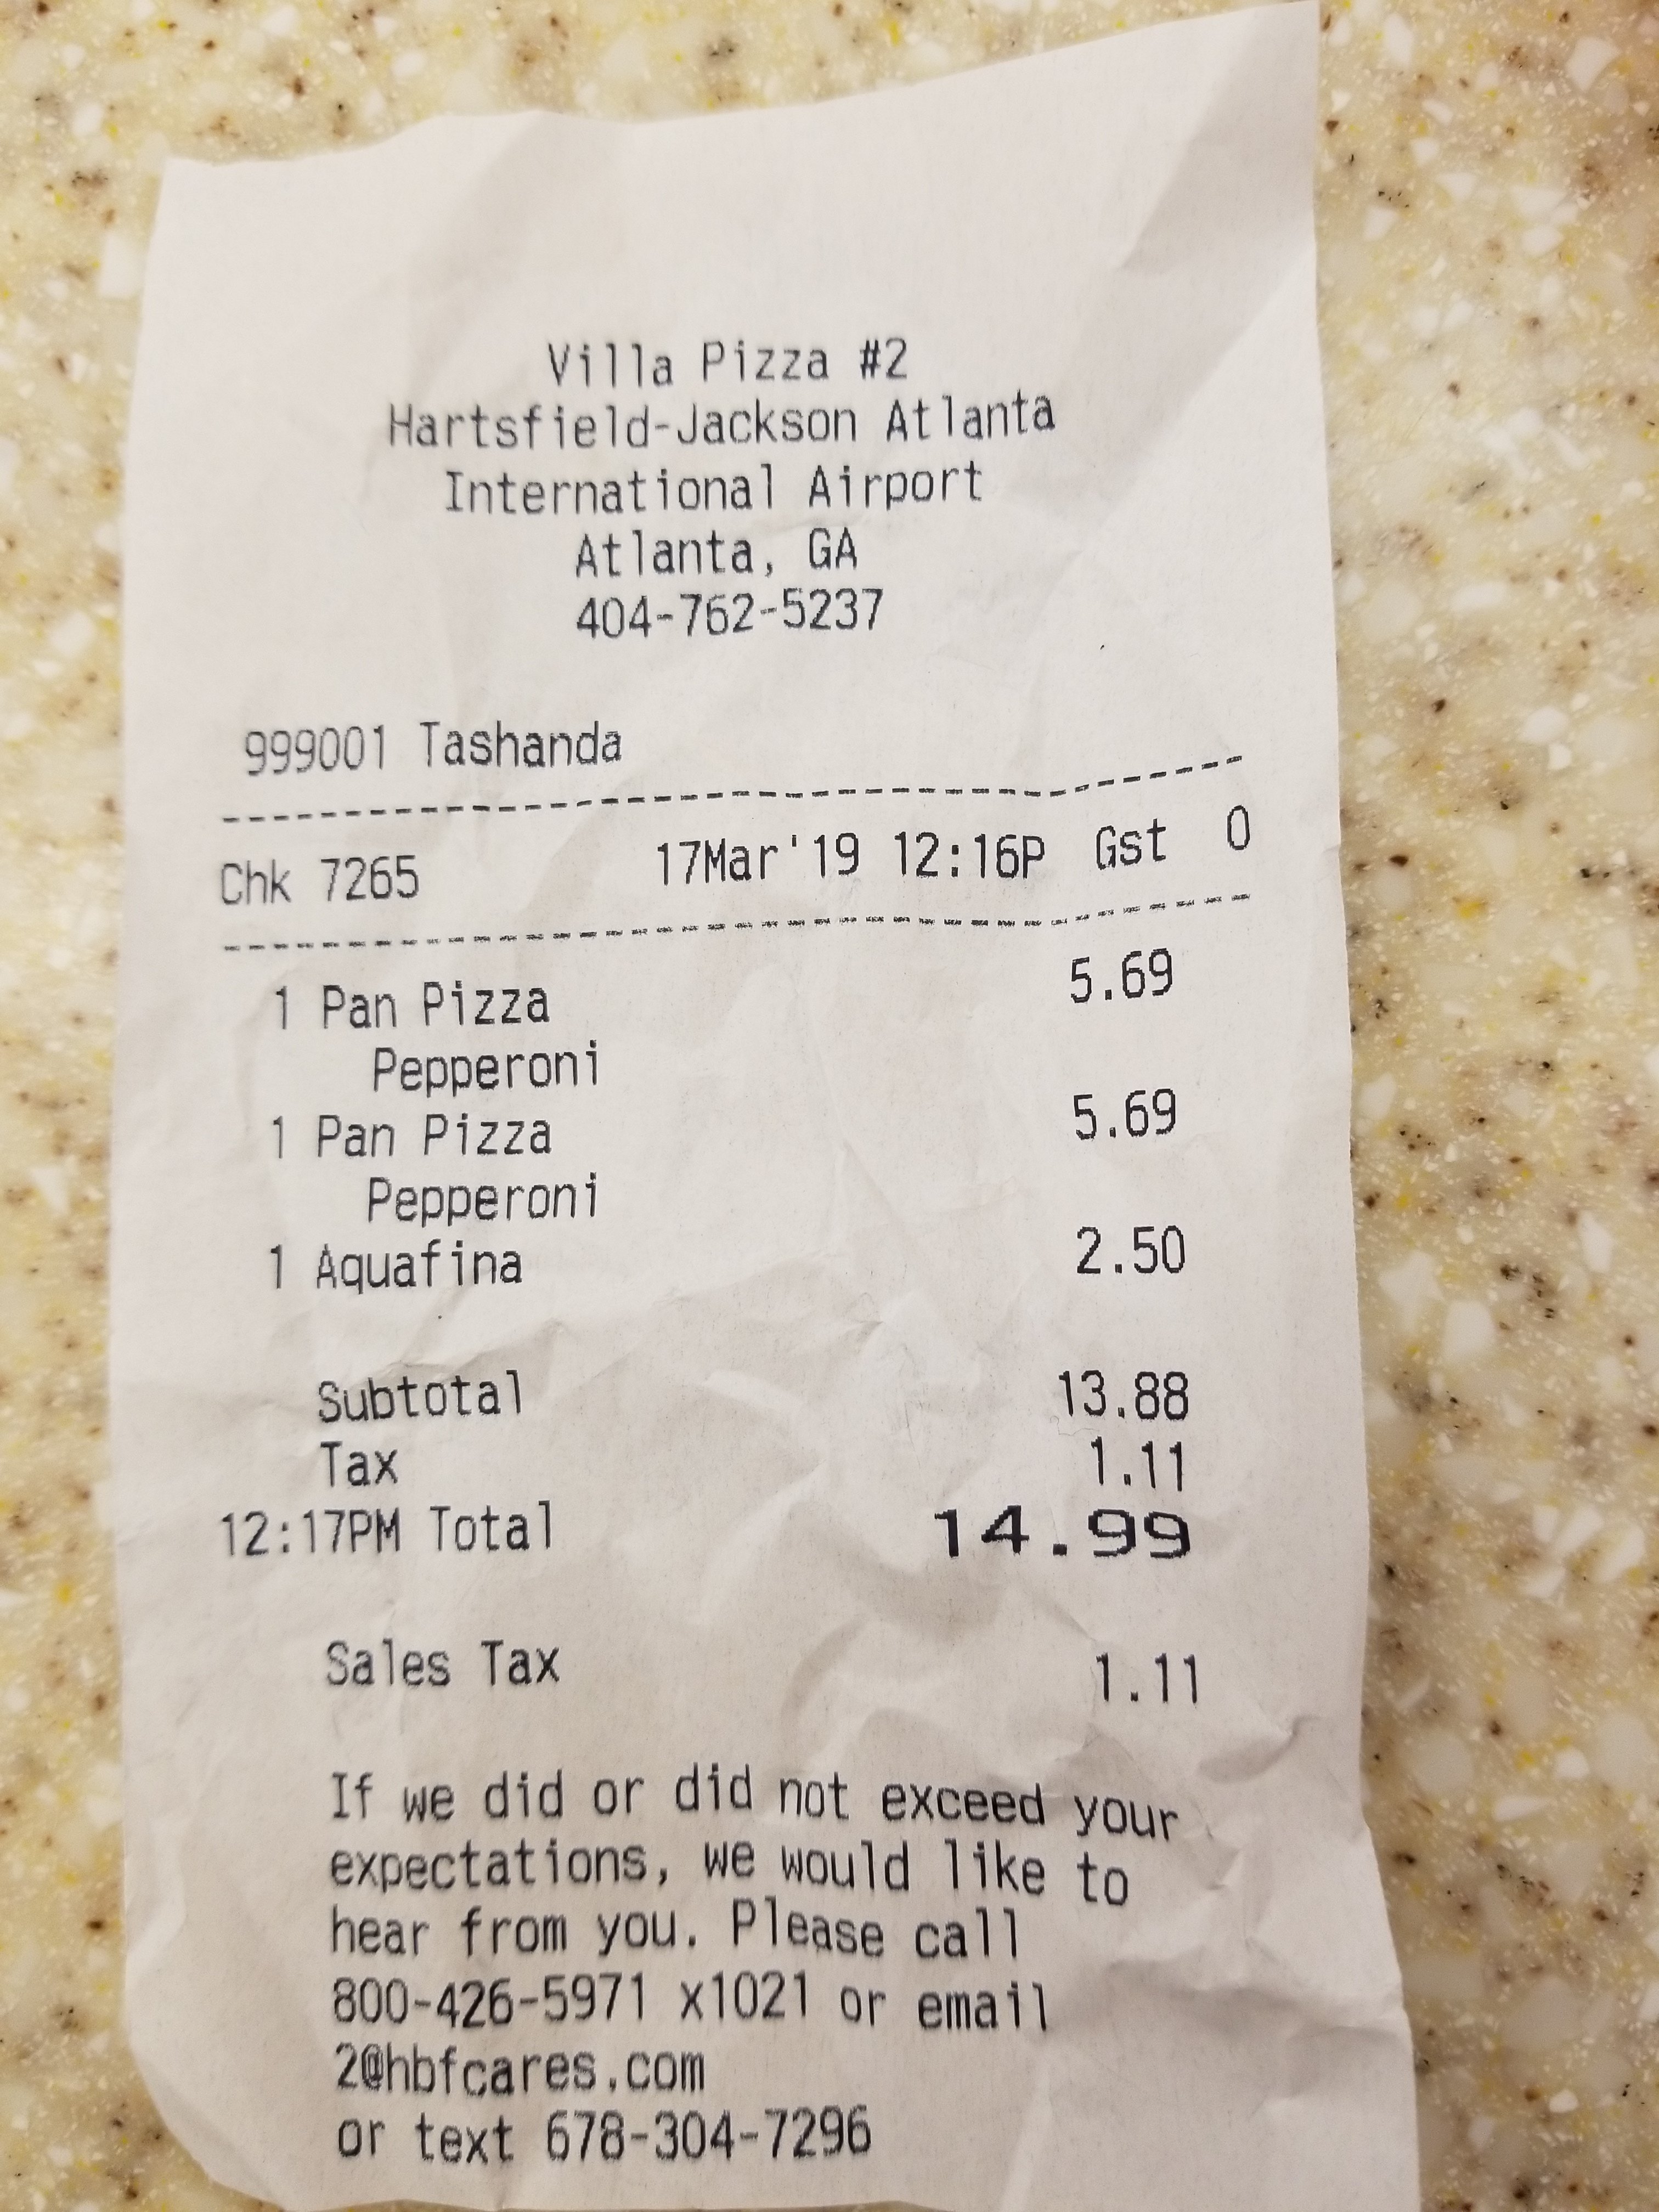 Villa Pizza #2
Hartsfield-Jackson Atlanta
International Airport
Atlanta, GA
404-762-5237
999001 Tashanda
--------------------------------------
Chk 7265 17Mar'19 12:16P Gst 0
--------------------------------------
1 Pan Pizza 5.69
Pepperoni
1 Pan Pizza 5.69
Pepperoni
1 Aquafina 2.50
Subtotal 13.88
Tax 1.11
12:17PM Total 14.99
Sales Tax 1.11
If we did or did not exceed your
expectations, we would like to
hear from you. Please call
800-426-5971 x1021 or email
2@hbfcares.com
or text 678-304-7296